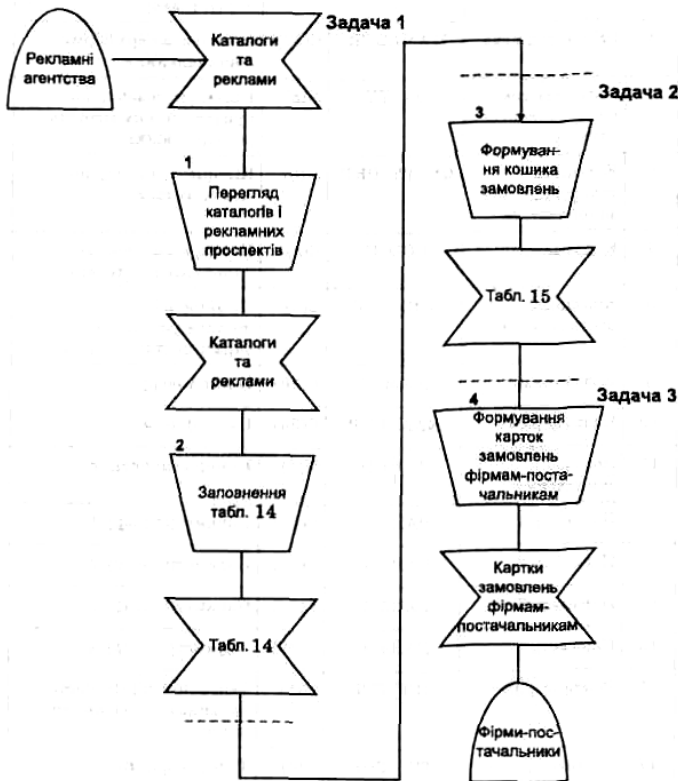 Задача 1
Рекламні
агентства
Каталоги
та
реклами
1
Перегляд
каталогів і
рекламних
проспектів
Каталоги
та
реклами
2
Заповнення
табл. 14
Табл. 14
Задача 2
3
Формуван-
ня кошика
замовлень
Табл. 15
Задача 3
4
Формування
карток
замовлень
фірмам-поста-
чальникам
Картки
замовлень
фірмам-
постачальникам
Фірми-пос-
тачальники